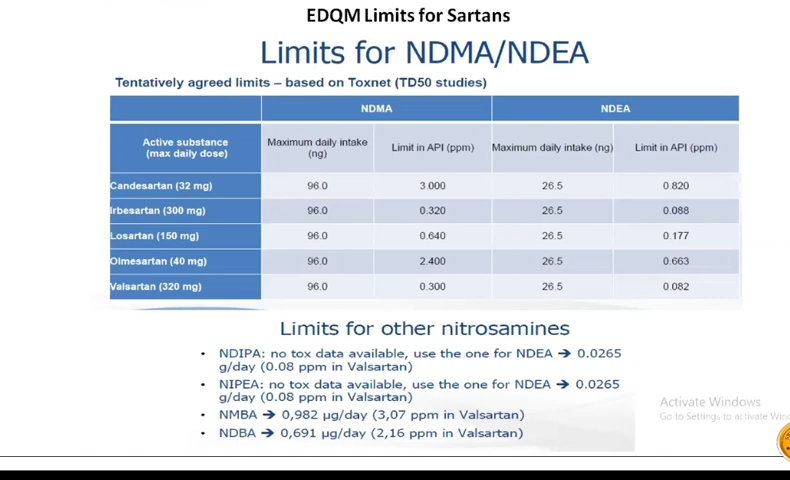 EDQM Limits for Sartans
Limits for NDMA/NDEA
Tentatively agreed limits – based on Toxnet (TD50 studies)
NDMA NDEA
Active substance (max daily dose) Maximum daily intake (ng) Limit in API (ppm) Maximum daily intake (ng) Limit in API (ppm)
Candesartan (32 mg) 96.0 3.000 26.5 0.820
Irbesartan (300 mg) 96.0 0.320 26.5 0.088
Losartan (150 mg) 96.0 0.640 26.5 0.177
Olmesartan (40 mg) 96.0 2.400 26.5 0.663
Valsartan (320 mg) 96.0 0.300 26.5 0.082
Limits for other nitrosamines
• NDIPA: no tox data available, use the one for NDEA ➔ 0.0265
g/day (0.08 ppm in Valsartan)
• NIPEA: no tox data available, use the one for NDEA ➔ 0.0265
g/day (0.08 ppm in Valsartan)
• NMBA ➔ 0,982 µg/day (3,07 ppm in Valsartan)
• NDBA ➔ 0,691 µg/day (2,16 ppm in Valsartan)
Activate Windows
Go to Settings to activate Win